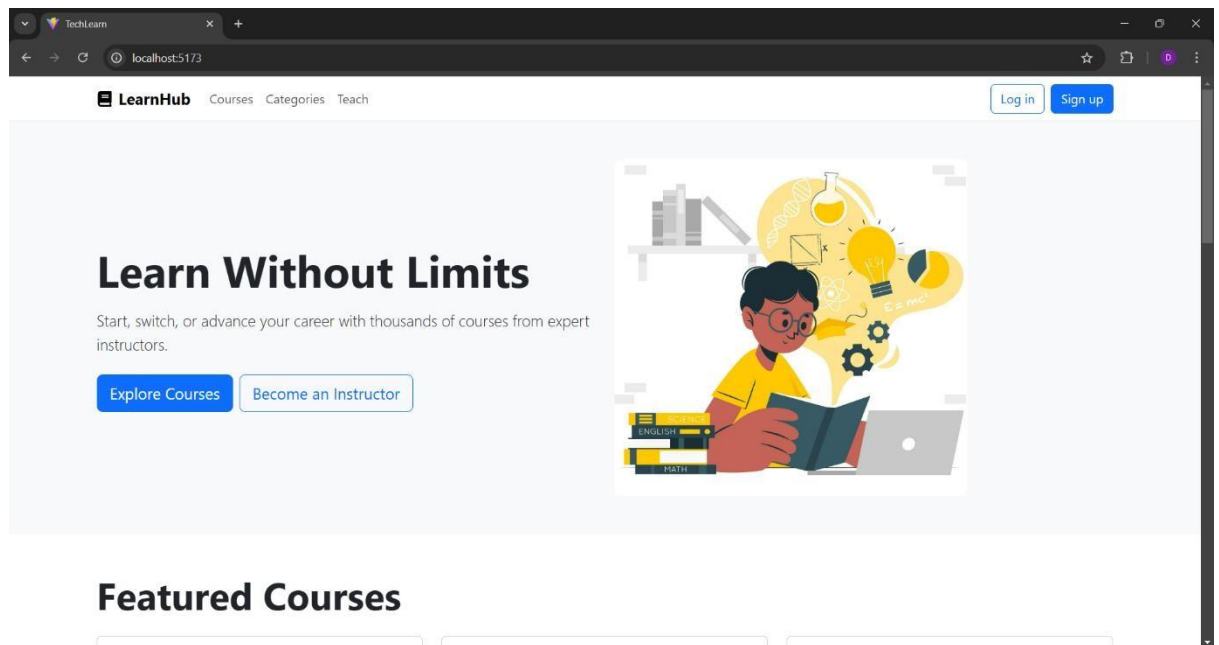 TechLearn
localhost:5173
D
LearnHub Courses Categories Teach Log in Sign up
Learn Without Limits
Start, switch, or advance your career with thousands of courses from expert
instructors.
Explore Courses Become an Instructor
x
E = mc²
SCIENCE
ENGLISH
MATH
Featured Courses